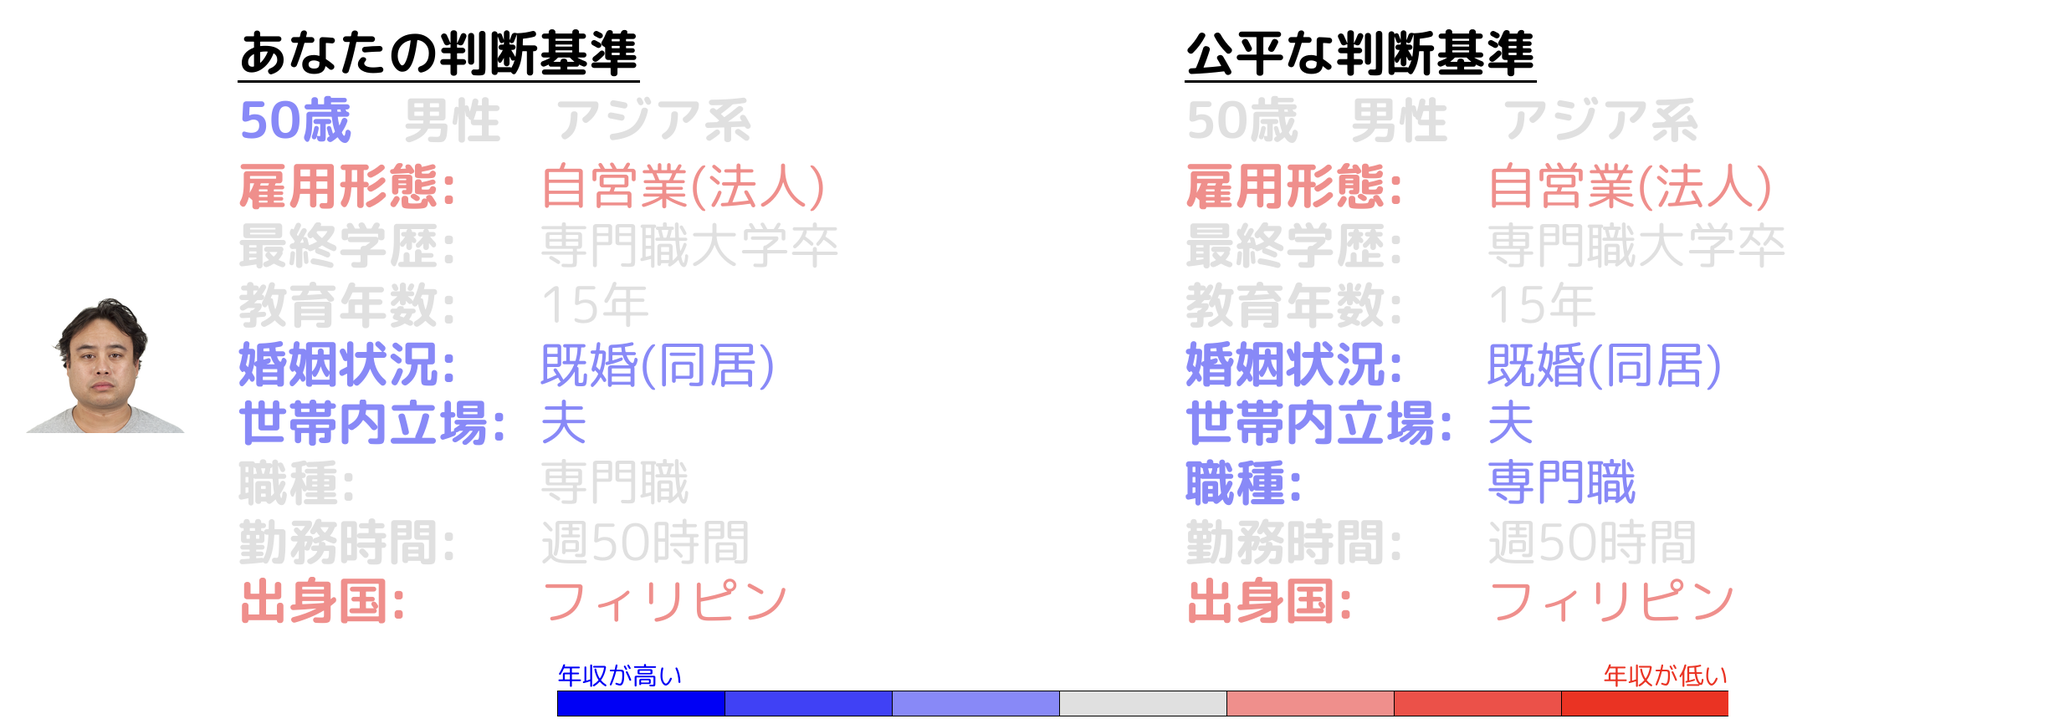 あなたの判断基準
50歳 男性 アジア系
雇用形態: 自営業(法人)
最終学歴: 専門職大学卒
教育年数: 15年
婚姻状況: 既婚(同居)
世帯内立場: 夫
職種: 専門職
勤務時間: 週50時間
出身国: フィリピン
公平な判断基準
50歳 男性 アジア系
雇用形態: 自営業(法人)
最終学歴: 専門職大学卒
教育年数: 15年
婚姻状況: 既婚(同居)
世帯内立場: 夫
職種: 専門職
勤務時間: 週50時間
出身国: フィリピン
年収が高い 年収が低い